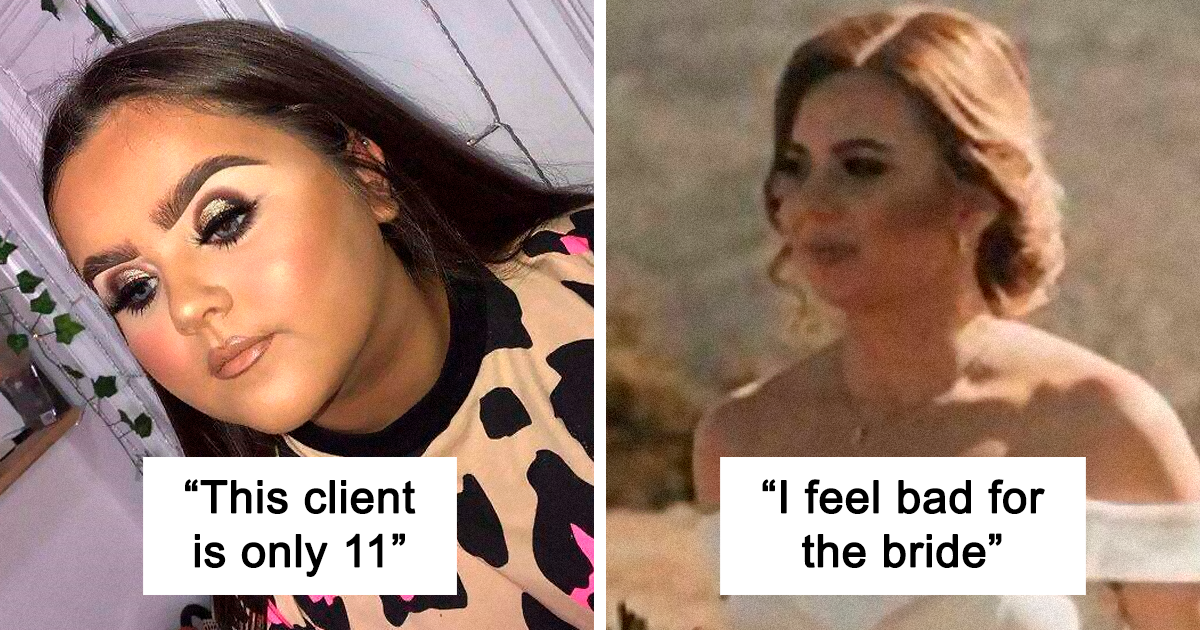 “This client
is only 11”
“I feel bad for
the bride”